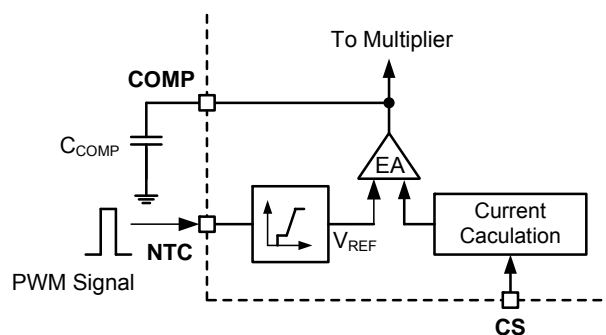 To Multiplier
COMP
C_COMP
EA
Current
Caculation
V_REF
NTC
PWM Signal
CS